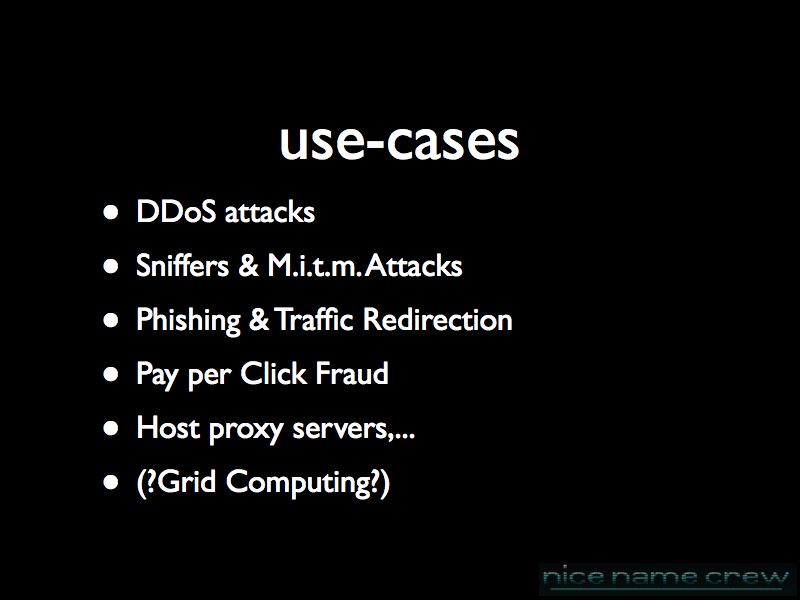 use-cases
• DDoS attacks
• Sniffers & M.i.t.m. Attacks
• Phishing & Traffic Redirection
• Pay per Click Fraud
• Host proxy servers,...
• (?Grid Computing?)
nice name crew